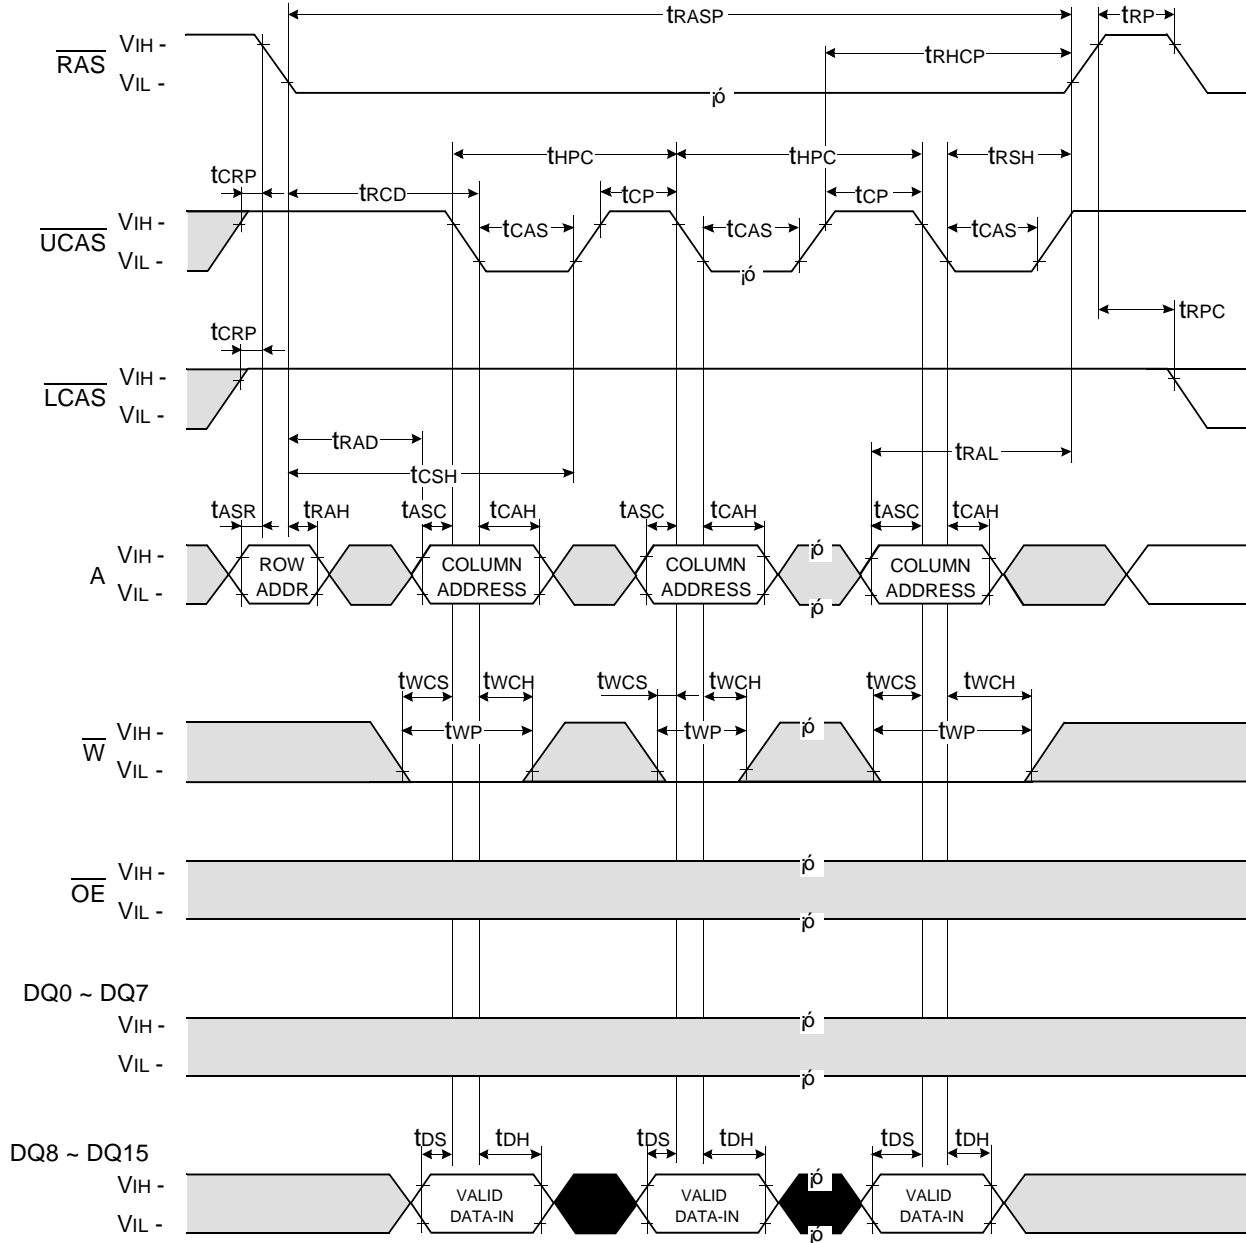 tRASP tRP
RAS VIH - tRHCP
VIL - ¡ó
tHPC tHPC tRSH
tCRP tRCD tCP tCP
UCAS VIH - tCAS tCAS tCAS
VIL - ¡ó
tCRP tRPC
LCAS VIH -
VIL -
tRAD tRAL
tCSH
tASR tRAH tASC tCAH tASC tCAH tASC tCAH
A VIH - ROW COLUMN COLUMN ¡ó COLUMN
VIL - ADDR ADDRESS ADDRESS ¡ó ADDRESS
tWCS tWCH tWCS tWCH tWCS tWCH
W VIH - tWP tWP ¡ó tWP
VIL -
OE VIH - ¡ó
VIL - ¡ó
DQ0 ~ DQ7
VIH - ¡ó
VIL - ¡ó
DQ8 ~ DQ15 tDS tDH tDS tDH tDS tDH
VIH - VALID VALID ¡ó VALID
VIL - DATA-IN DATA-IN ¡ó DATA-IN